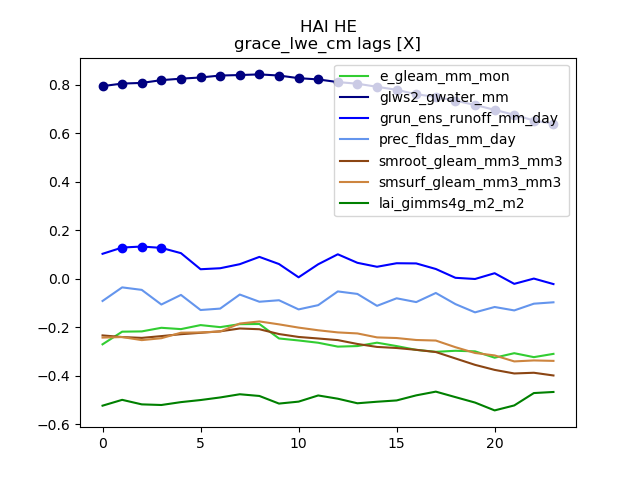 HAI HE
grace_lwe_cm lags [X]
e_gleam_mm_mon
glws2_gwater_mm
grun_ens_runoff_mm_day
prec_fldas_mm_day
smroot_gleam_mm3_mm3
smsurf_gleam_mm3_mm3
lai_gimms4g_m2_m2
0.8
0.6
0.4
0.2
0.0
−0.2
−0.4
−0.6
0 5 10 15 20